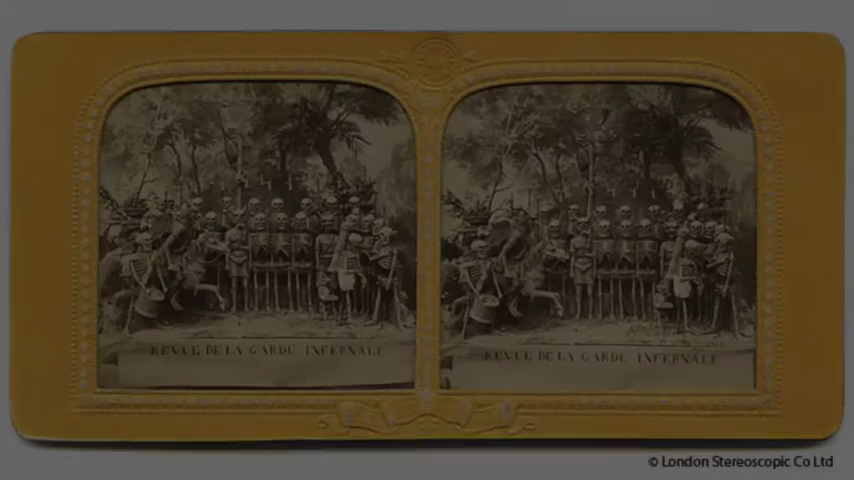 REVUE DE LA GARDE INFERNALE
REVUE DE LA GARDE INFERNALE
© London Stereoscopic Co Ltd